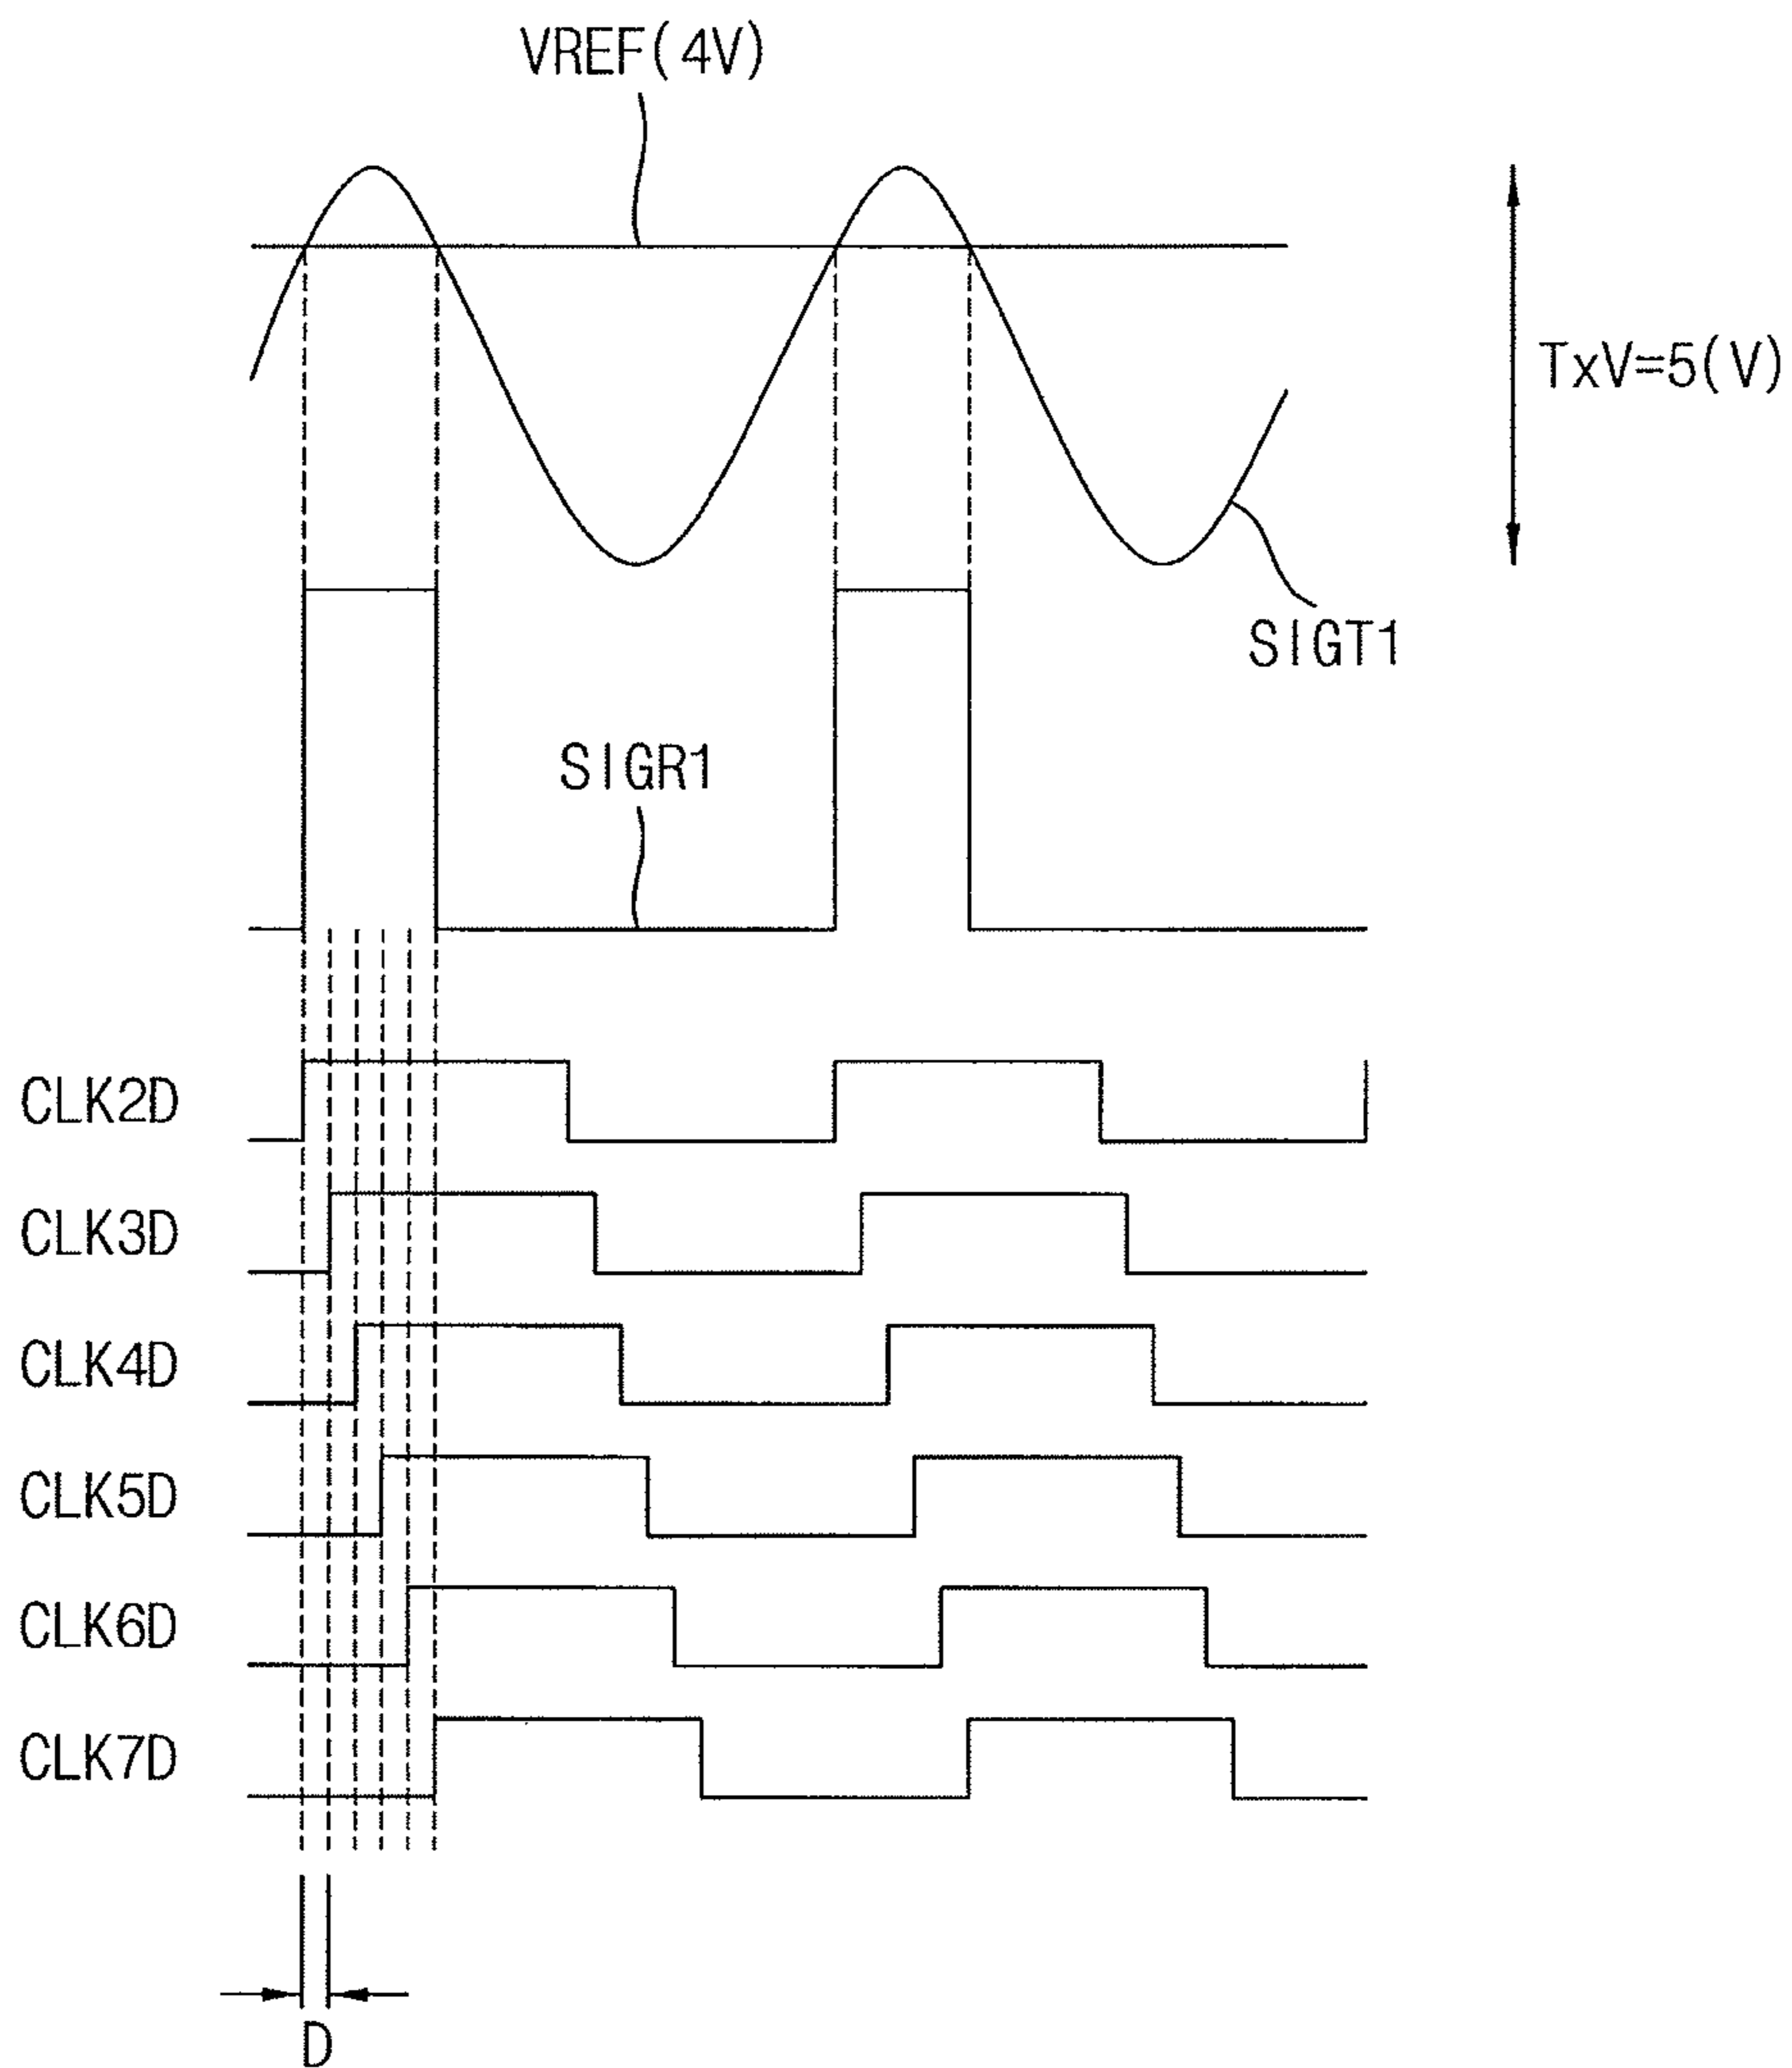 VREF(4V)
TxV=5(V)
SIGT1
SIGR1
CLK2D
CLK3D
CLK4D
CLK5D
CLK6D
CLK7D
D